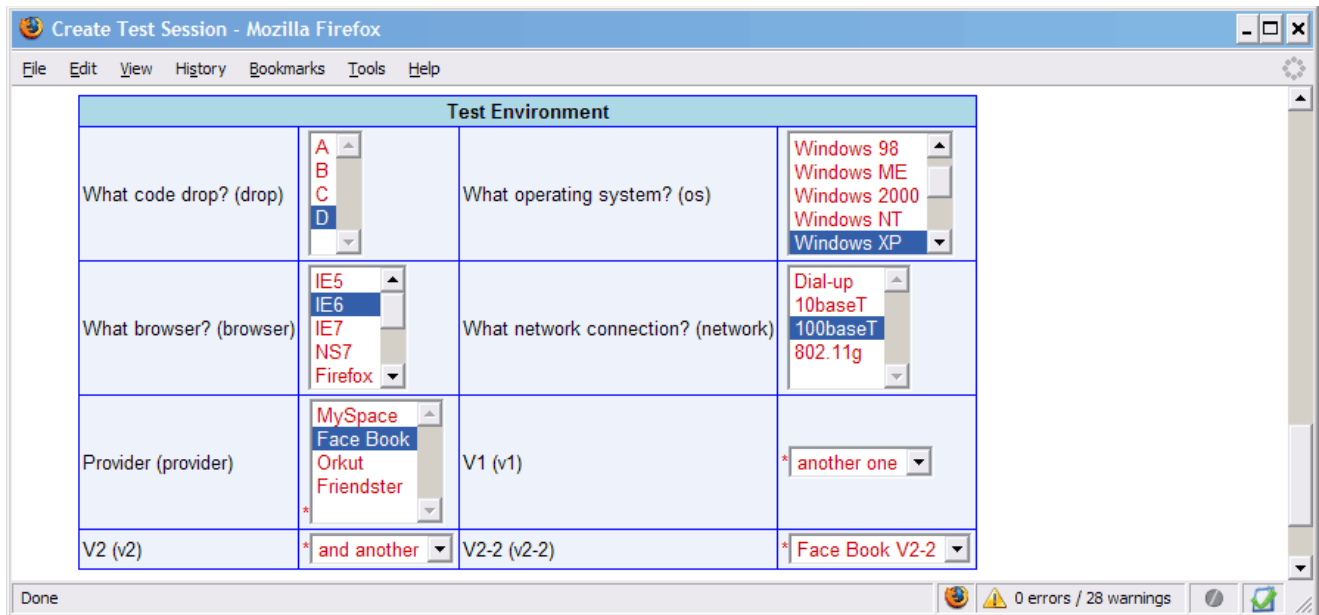 Create Test Session - Mozilla Firefox
File Edit View History Bookmarks Tools Help
Test Environment
What code drop? (drop)
A
B
C
D
What operating system? (os)
Windows 98
Windows ME
Windows 2000
Windows NT
Windows XP
What browser? (browser)
IE5
IE6
IE7
NS7
Firefox
What network connection? (network)
Dial-up
10baseT
100baseT
802.11g
Provider (provider)
MySpace
Face Book
Orkut
Friendster
*
V1 (v1)
* another one
V2 (v2)
* and another
V2-2 (v2-2)
* Face Book V2-2
Done
0 errors / 28 warnings